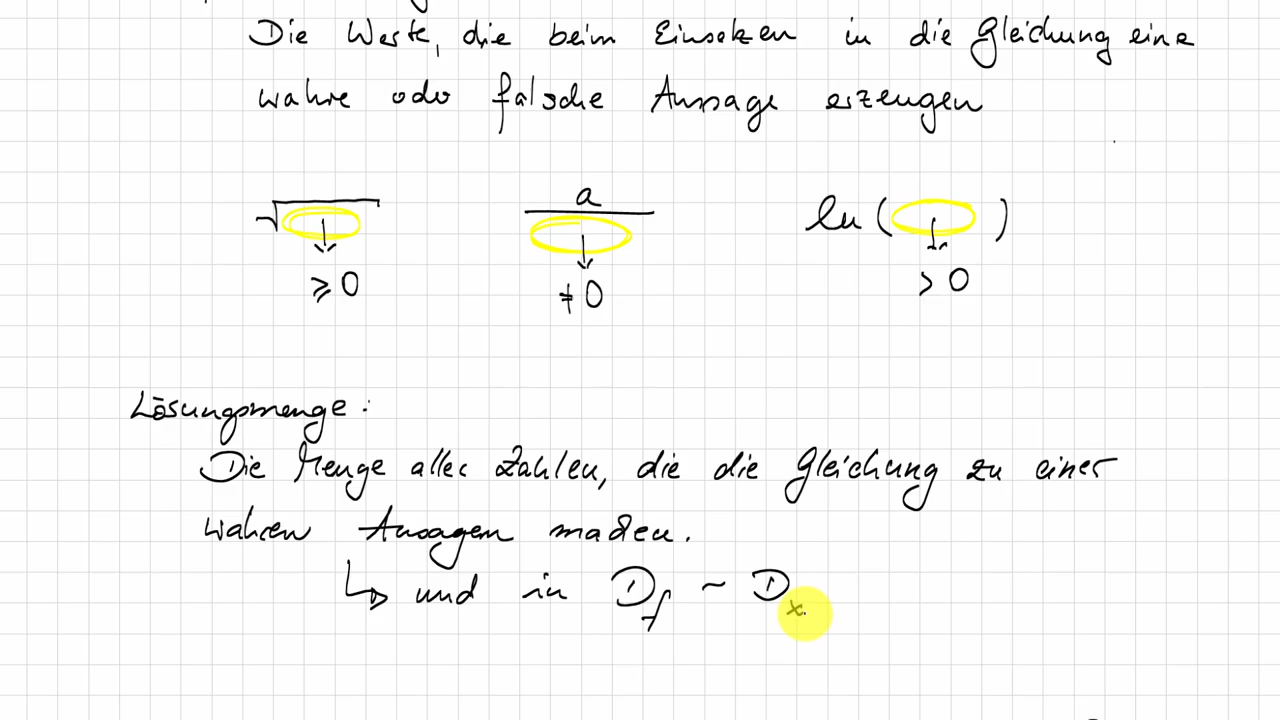 Die Werte, die beim Einsetzen in die Gleichung eine
wahre oder falsche Aussage erzeugen
√ a ln ( )
≥ 0 ≠ 0 > 0
Lösungsmenge:
Die Menge aller Zahlen, die die Gleichung zu einer
wahren Aussagen machen.
↳ und in D_f ~ D_x